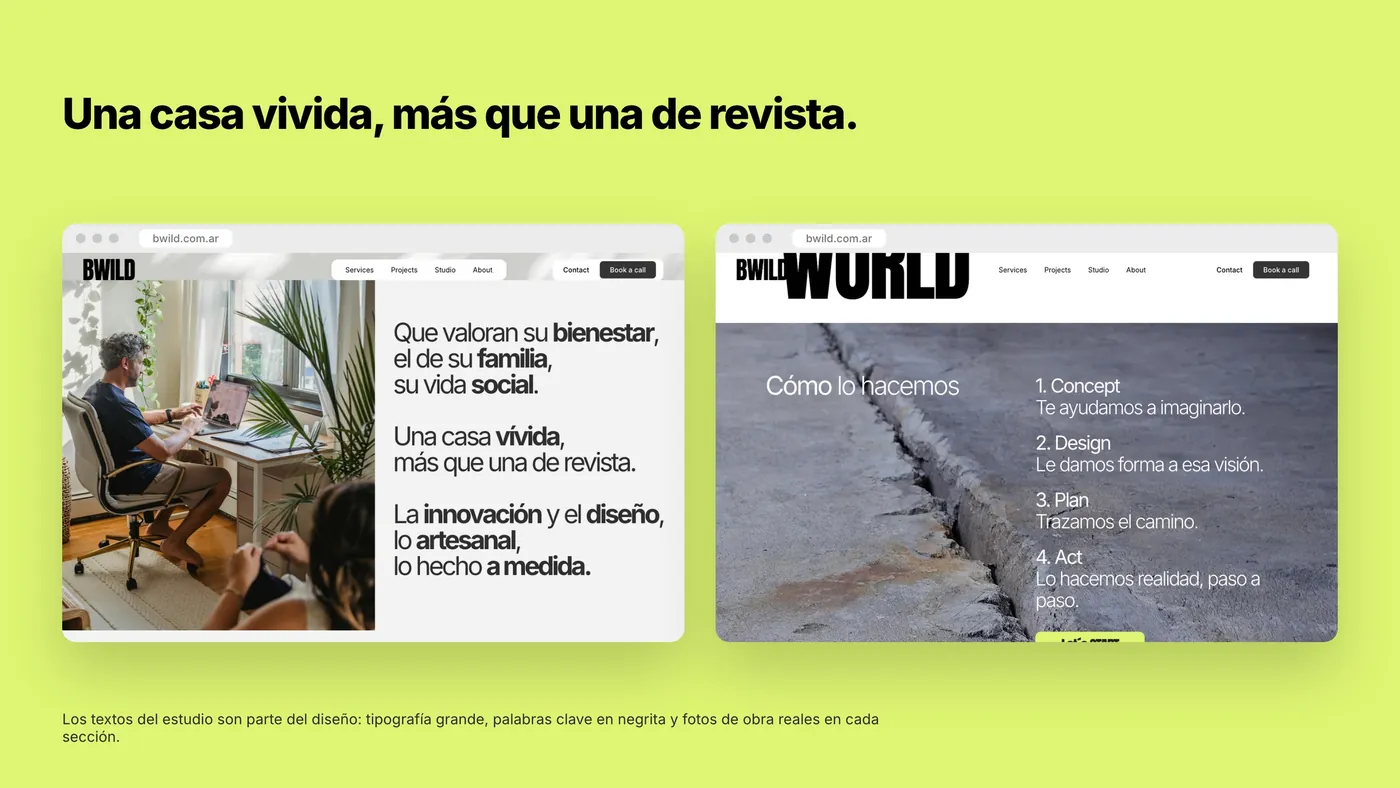 Una casa vivida, más que una de revista.
bwild.com.ar
BWILD
Services Projects Studio About
Contact Book a call
Que valoran su bienestar,
el de su familia,
su vida social.
Una casa vívida,
más que una de revista.
La innovación y el diseño,
lo artesanal,
lo hecho a medida.
bwild.com.ar
BWILD
WORLD
Services Projects Studio About
Contact Book a call
Cómo lo hacemos
1. Concept
Te ayudamos a imaginarlo.
2. Design
Le damos forma a esa visión.
3. Plan
Trazamos el camino.
4. Act
Lo hacemos realidad, paso a
paso.
Let's START
Los textos del estudio son parte del diseño: tipografía grande, palabras clave en negrita y fotos de obra reales en cada
sección.